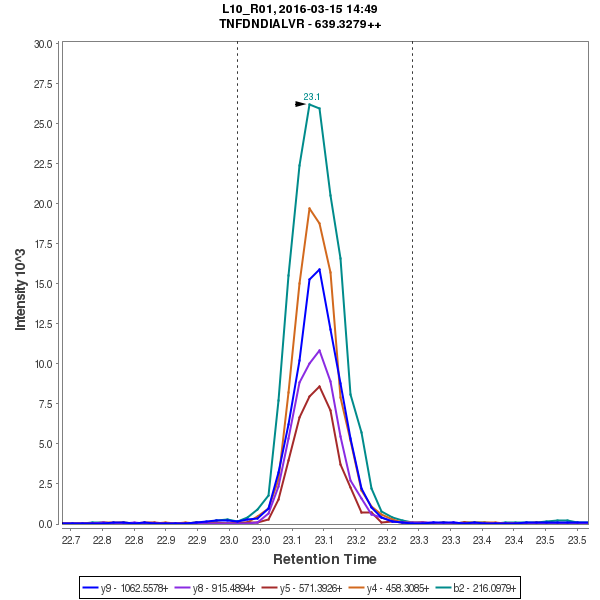 L10_R01, 2016-03-15 14:49
TNFDNDIALVR - 639.3279++
30.0
27.5
25.0
22.5
20.0
17.5
15.0
12.5
10.0
7.5
5.0
2.5
0.0
Intensity 10^3
23.1
22.7 22.8 22.8 22.9 22.9 23.0 23.0 23.1 23.1 23.2 23.2 23.3 23.3 23.4 23.4 23.5 23.5
Retention Time
y9 - 1062.5578+ y8 - 915.4894+ y5 - 571.3926+ y4 - 458.3085+ b2 - 216.0979+